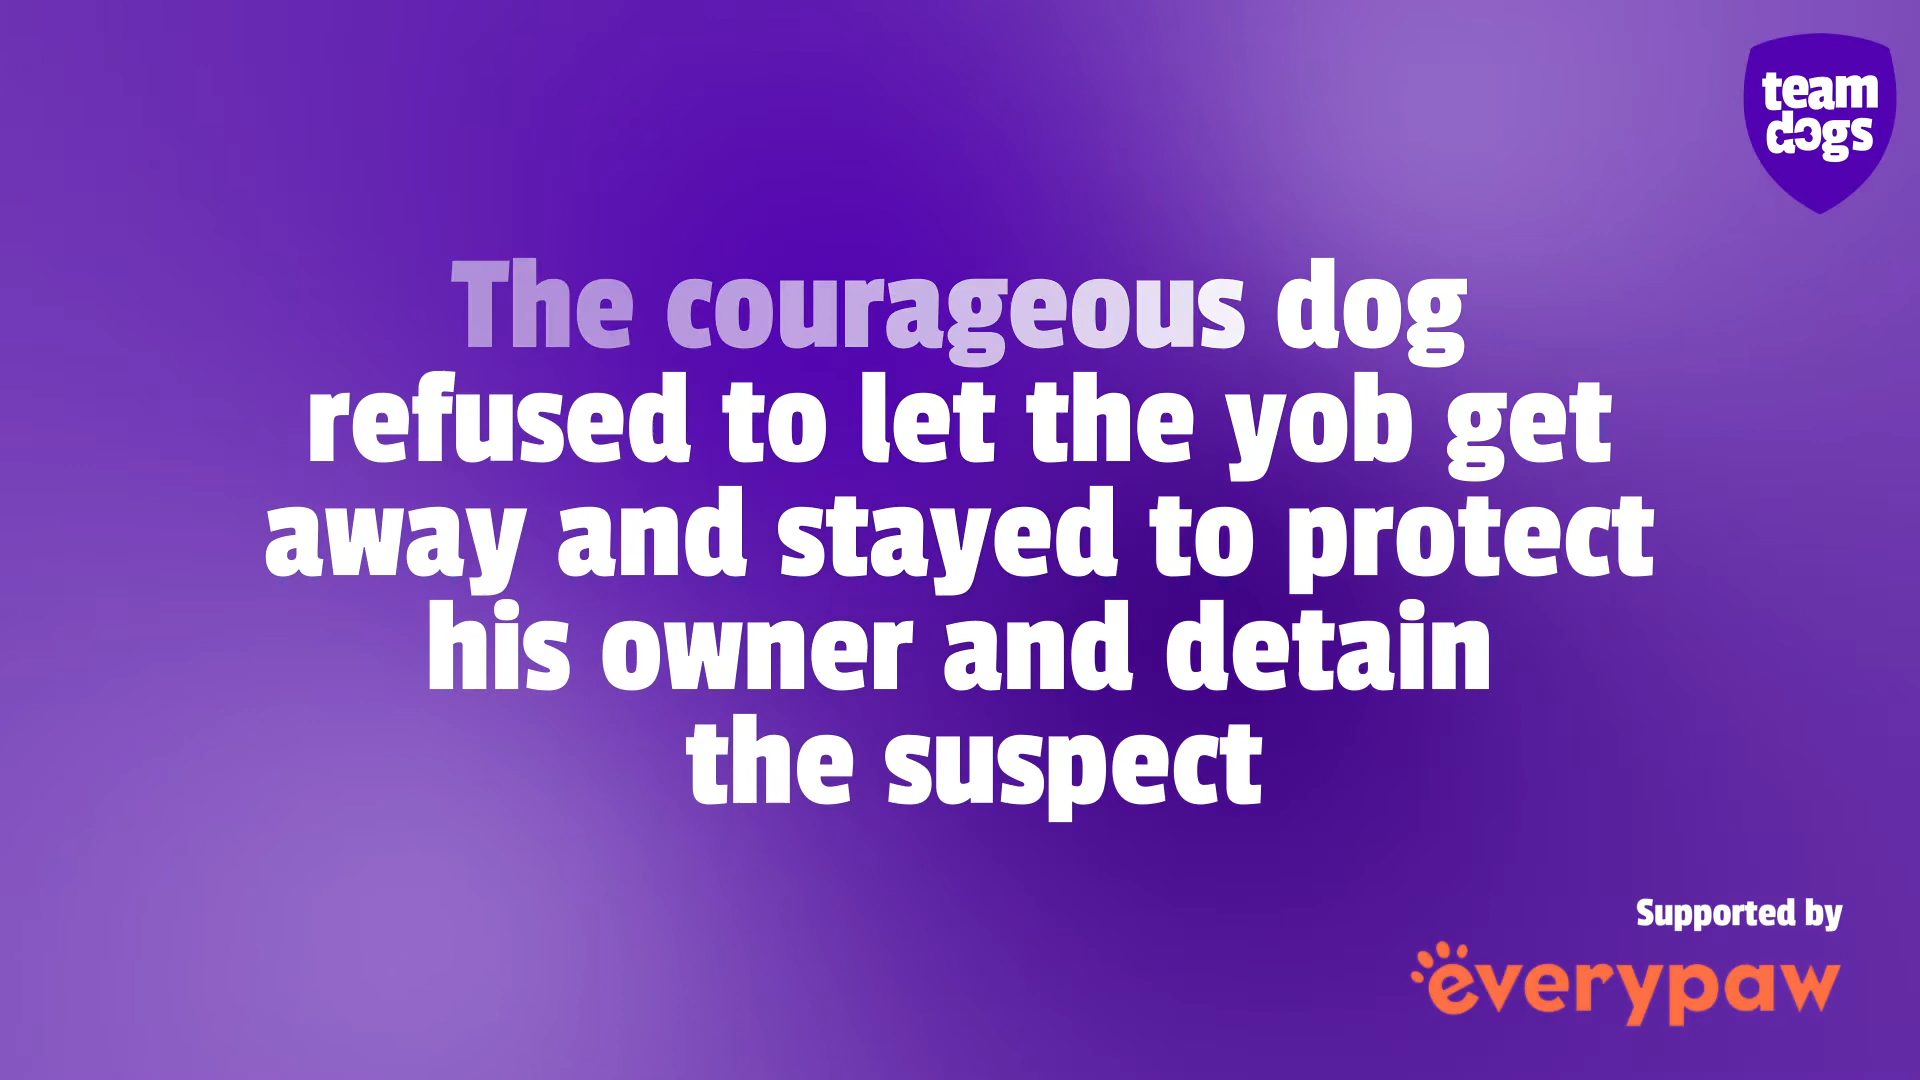 team
dogs
The courageous dog
refused to let the yob get
away and stayed to protect
his owner and detain
the suspect
Supported by
everypaw